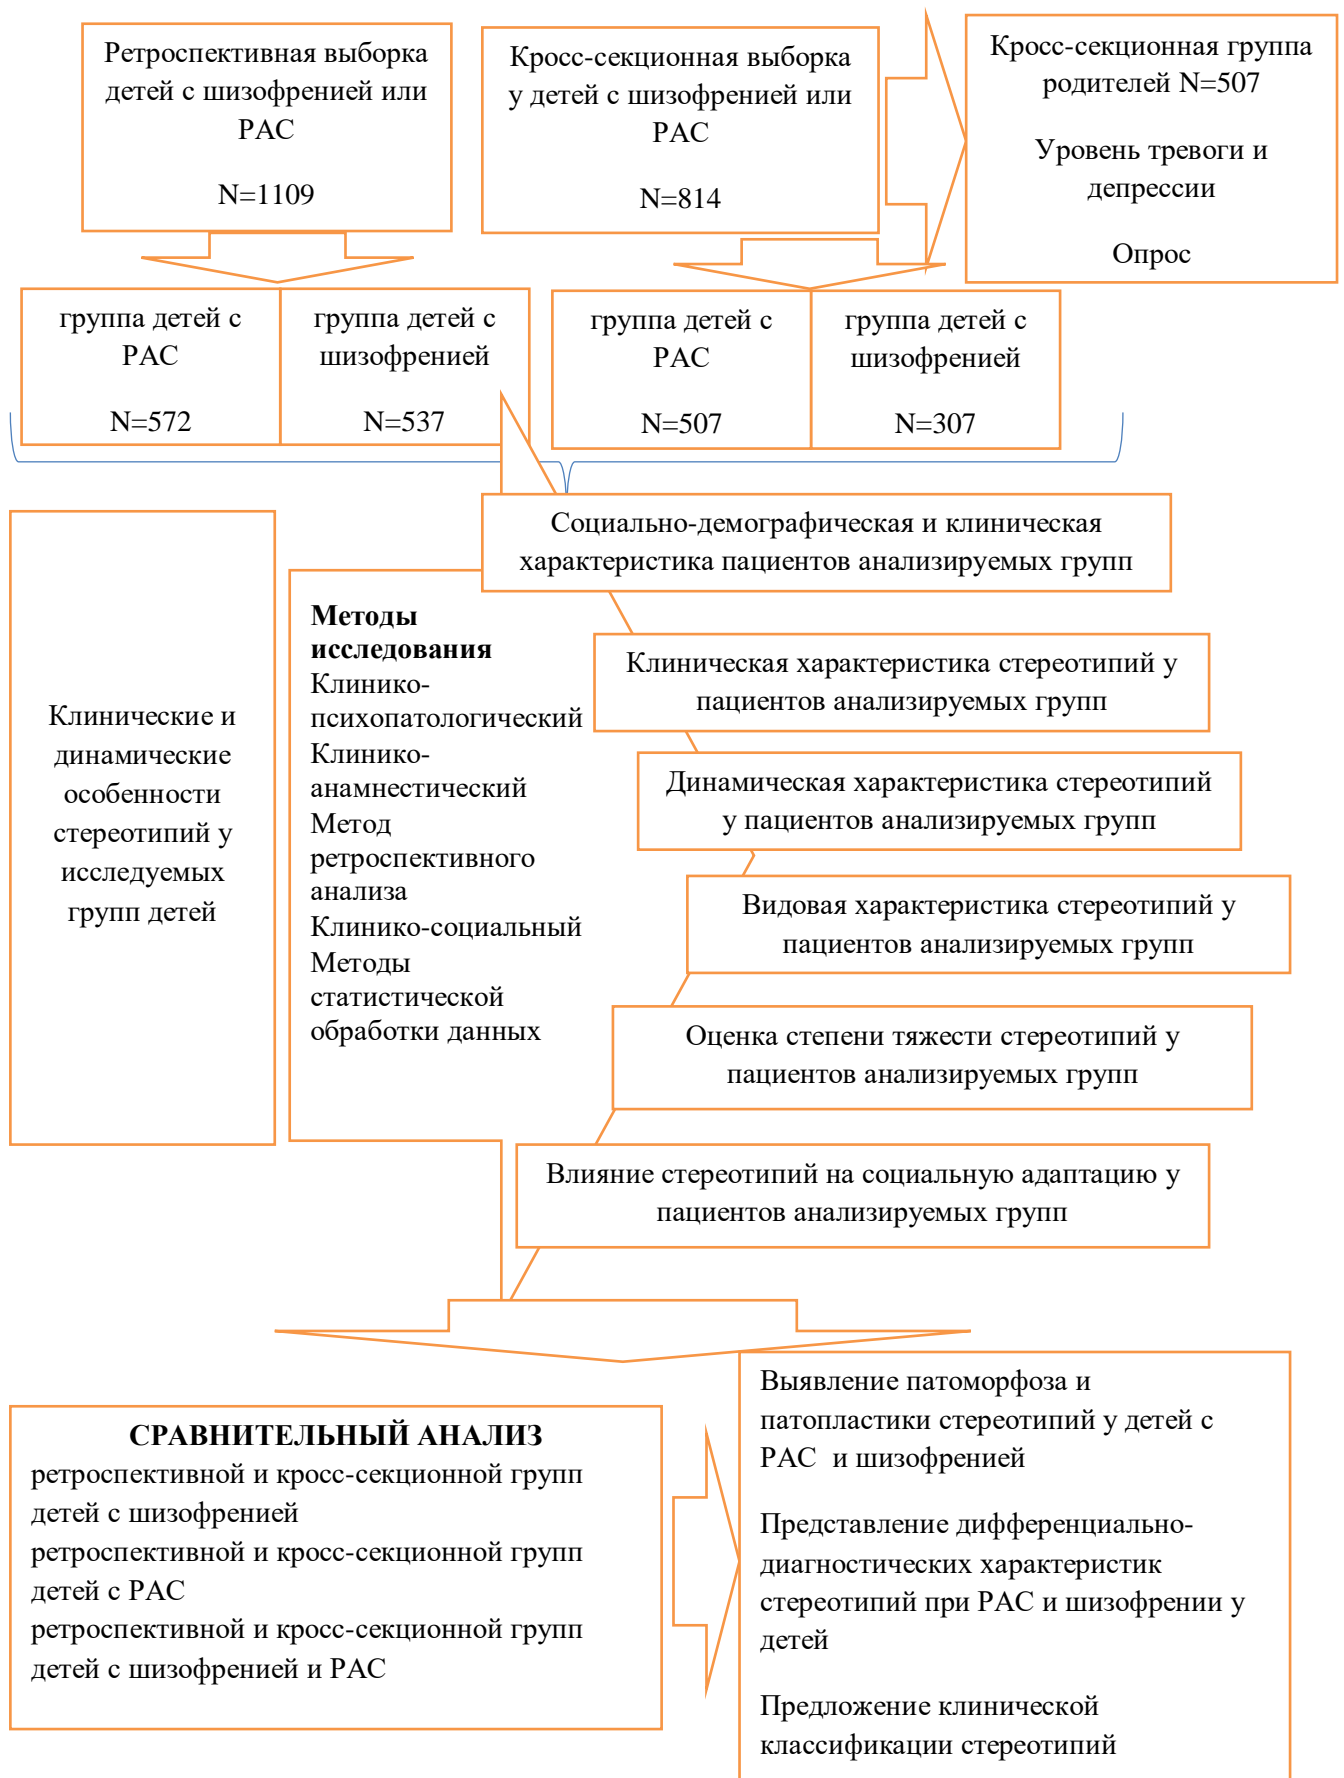 Ретроспективная выборка
детей с шизофренией или
РАС
N=1109
Кросс-секционная выборка
у детей с шизофренией или
РАС
N=814
Кросс-секционная группа
родителей N=507
Уровень тревоги и
депрессии
Опрос
группа детей с
РАС
N=572
группа детей с
шизофренией
N=537
группа детей с
РАС
N=507
группа детей с
шизофренией
N=307
Клинические и
динамические
особенности
стереотипий у
исследуемых
групп детей
Методы
исследования
Клинико-
психопатологический
Клинико-
анамнестический
Метод
ретроспективного
анализа
Клинико-социальный
Методы
статистической
обработки данных
Социально-демографическая и клиническая
характеристика пациентов анализируемых групп
Клиническая характеристика стереотипий у
пациентов анализируемых групп
Динамическая характеристика стереотипий
у пациентов анализируемых групп
Видовая характеристика стереотипий у
пациентов анализируемых групп
Оценка степени тяжести стереотипий у
пациентов анализируемых групп
Влияние стереотипий на социальную адаптацию у
пациентов анализируемых групп
СРАВНИТЕЛЬНЫЙ АНАЛИЗ
ретроспективной и кросс-секционной групп
детей с шизофренией
ретроспективной и кросс-секционной групп
детей с РАС
ретроспективной и кросс-секционной групп
детей с шизофренией и РАС
Выявление патоморфоза и
патопластики стереотипий у детей с
РАС и шизофренией
Представление дифференциально-
диагностических характеристик
стереотипий при РАС и шизофрении у
детей
Предложение клинической
классификации стереотипий